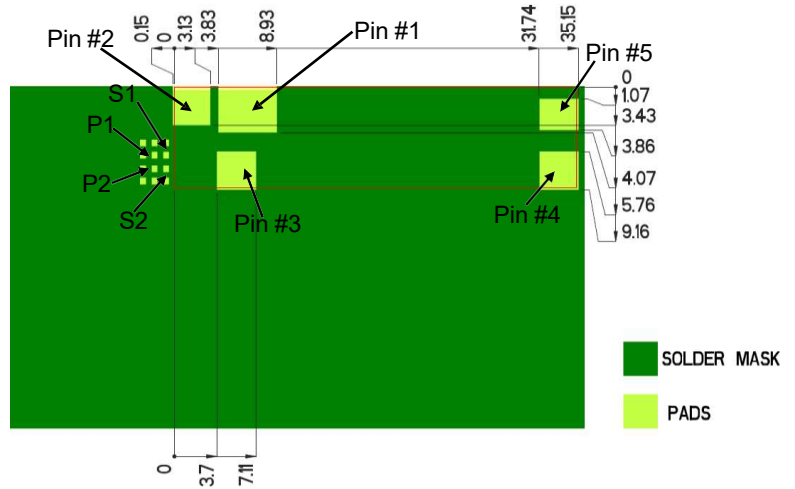 0.15
0
3.13
3.83
8.93
31.74
35.15
Pin #2
Pin #1
Pin #5
0
1.07
3.43
3.86
4.07
5.76
9.16
S1
P1
P2
S2
Pin #3
Pin #4
SOLDER MASK
PADS
0
3.7
7.11